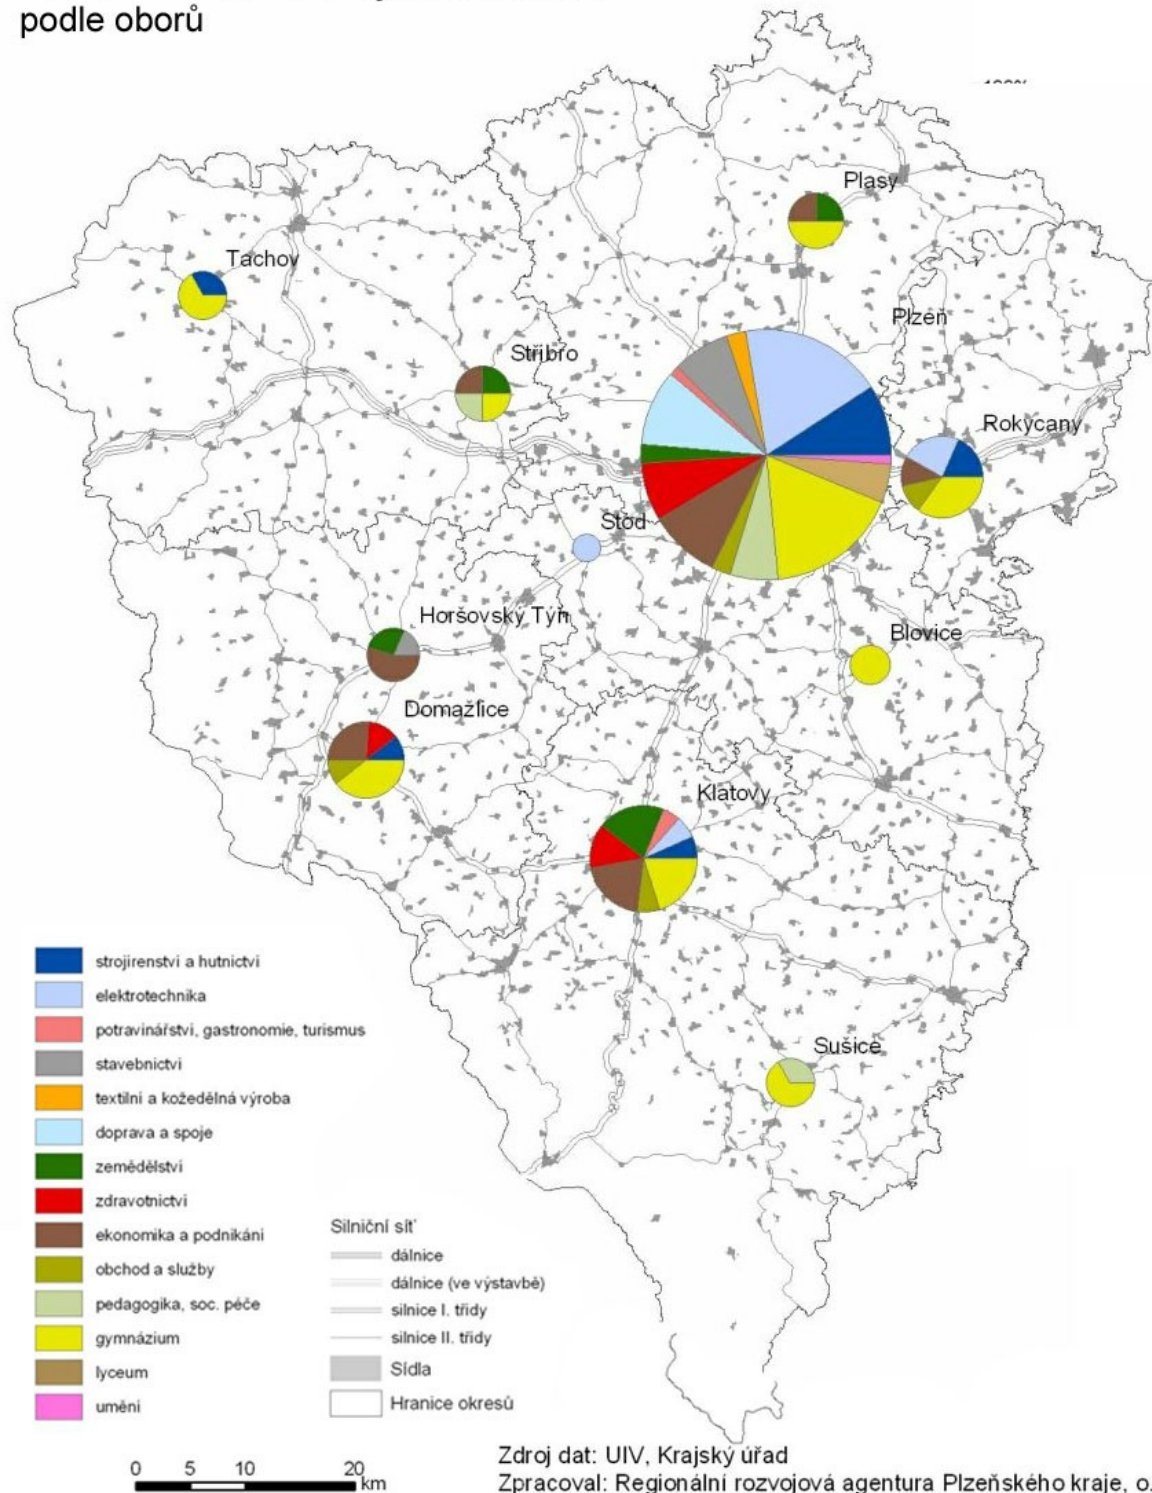 podle oborů
Plasy
Tachov
Plzeň
Stříbro
Rokycany
Stod
Horšovský Týn
Blovice
Domažlice
Klatovy
Sušice
strojírenství a hutnictví
elektrotechnika
potravinářství, gastronomie, turismus
stavebnictví
textilní a kožedělná výroba
doprava a spoje
zemědělství
zdravotnictví
ekonomika a podnikání
obchod a služby
pedagogika, soc. péče
gymnázium
lyceum
umění
Silniční síť
dálnice
dálnice (ve výstavbě)
silnice I. třídy
silnice II. třídy
Sídla
Hranice okresů
0 5 10 20 km
Zdroj dat: UIV, Krajský úřad
Zpracoval: Regionální rozvojová agentura Plzeňského kraje, o.